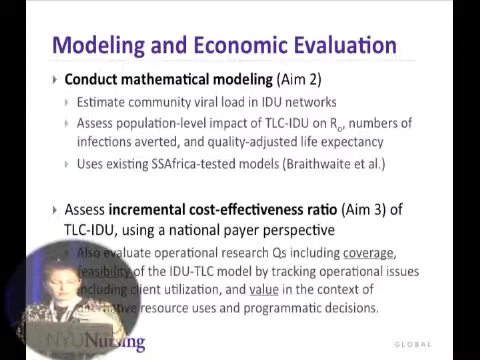 Modeling and Economic Evaluation
Conduct mathematical modeling (Aim 2)
Estimate community viral load in IDU networks
Assess population-level impact of TLC-IDU on Ro, numbers of
infections averted, and quality-adjusted life expectancy
Uses existing SSAfrica-tested models (Braithwaite et al.)
Assess incremental cost-effectiveness ratio (Aim 3) of
TLC-IDU, using a national payer perspective
Also evaluate operational research Qs including coverage,
feasibility of the IDU-TLC model by tracking operational issues
including client utilization, and value in the context of
resource uses and programmatic decisions.
NYU Nursing
GLOBAL